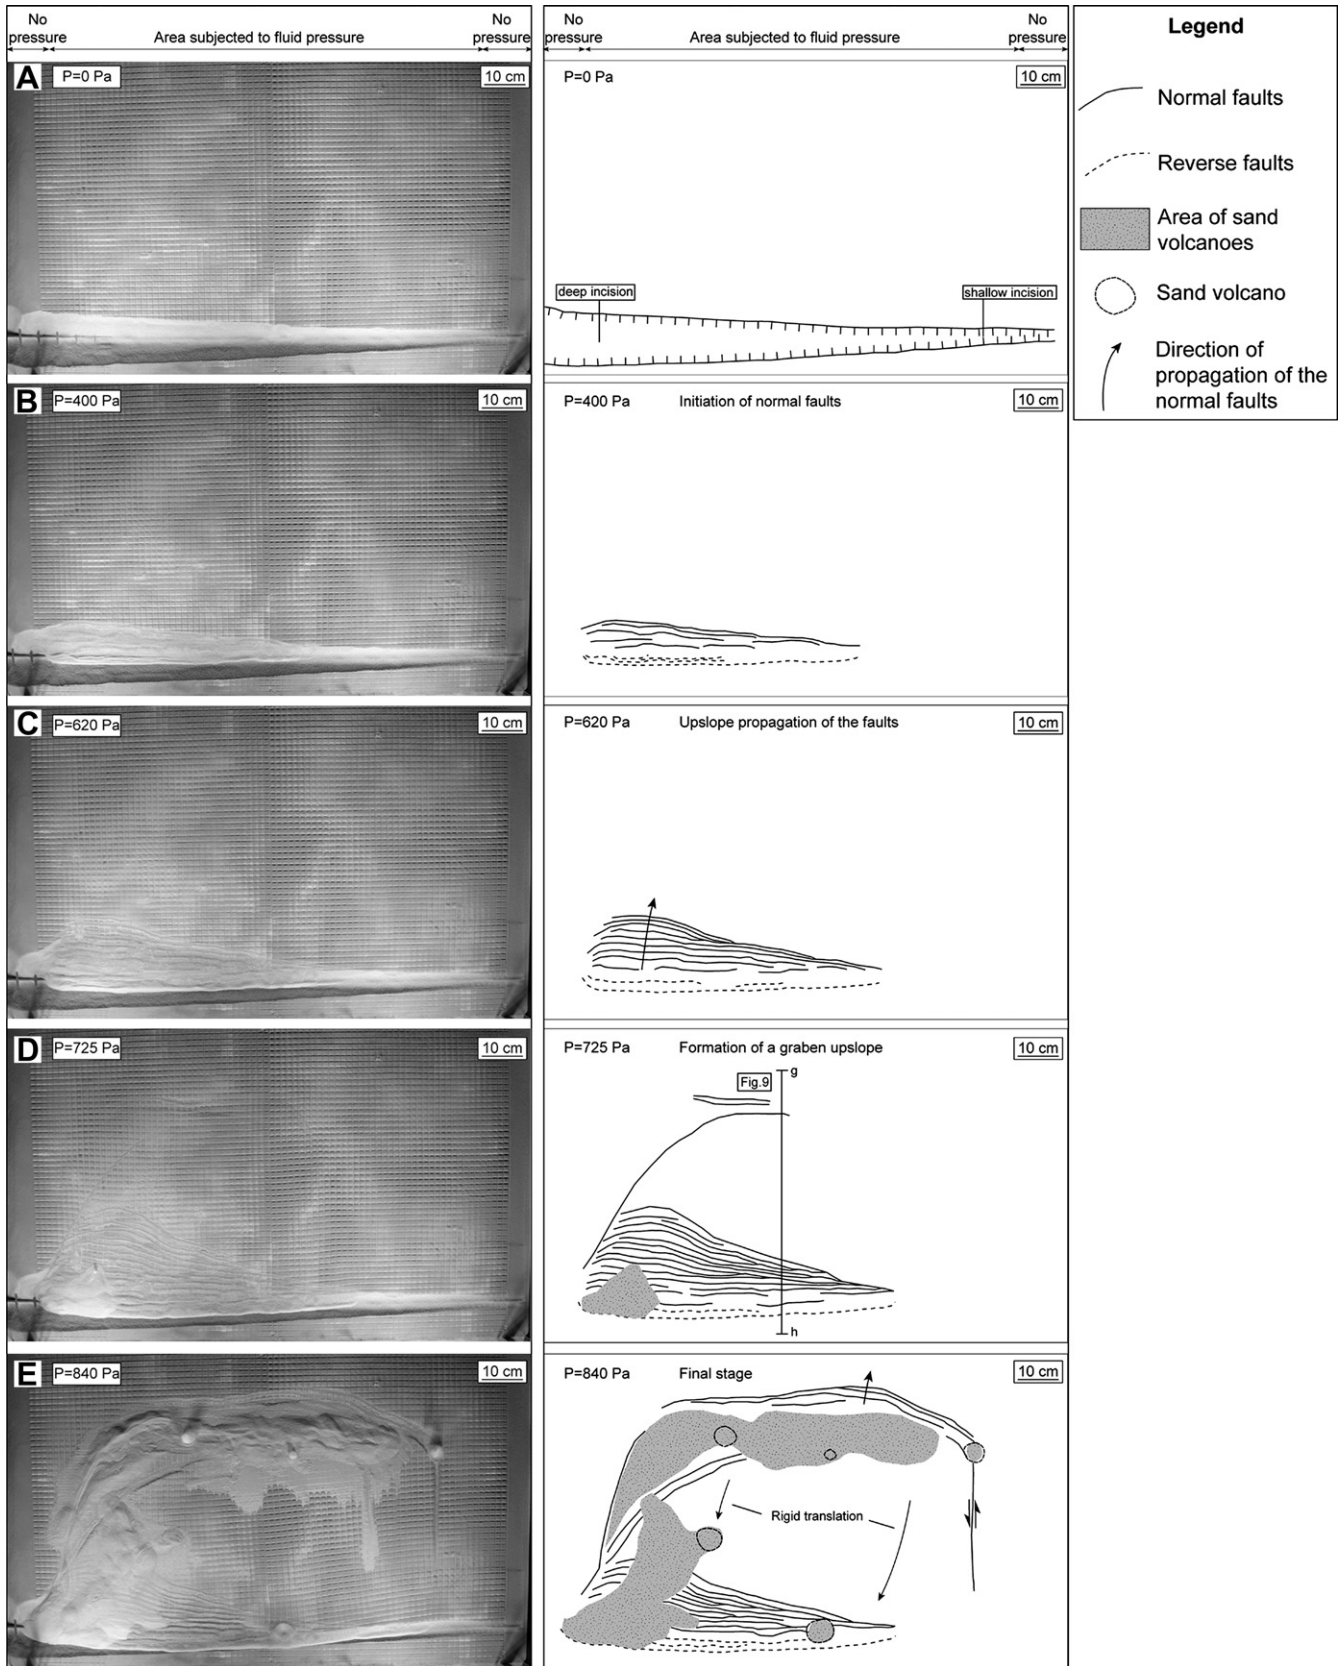 No pressure
Area subjected to fluid pressure
No pressure
No pressure
Area subjected to fluid pressure
No pressure
Legend
Normal faults
Reverse faults
Area of sand
volcanoes
Sand volcano
Direction of
propagation of the
normal faults
A
P=0 Pa
10 cm
P=0 Pa
10 cm
deep incision
shallow incision
B
P=400 Pa
10 cm
P=400 Pa
Initiation of normal faults
10 cm
C
P=620 Pa
10 cm
P=620 Pa
Upslope propagation of the faults
10 cm
D
P=725 Pa
10 cm
P=725 Pa
Formation of a graben upslope
10 cm
Fig.9
g
h
E
P=840 Pa
10 cm
P=840 Pa
Final stage
10 cm
Rigid translation